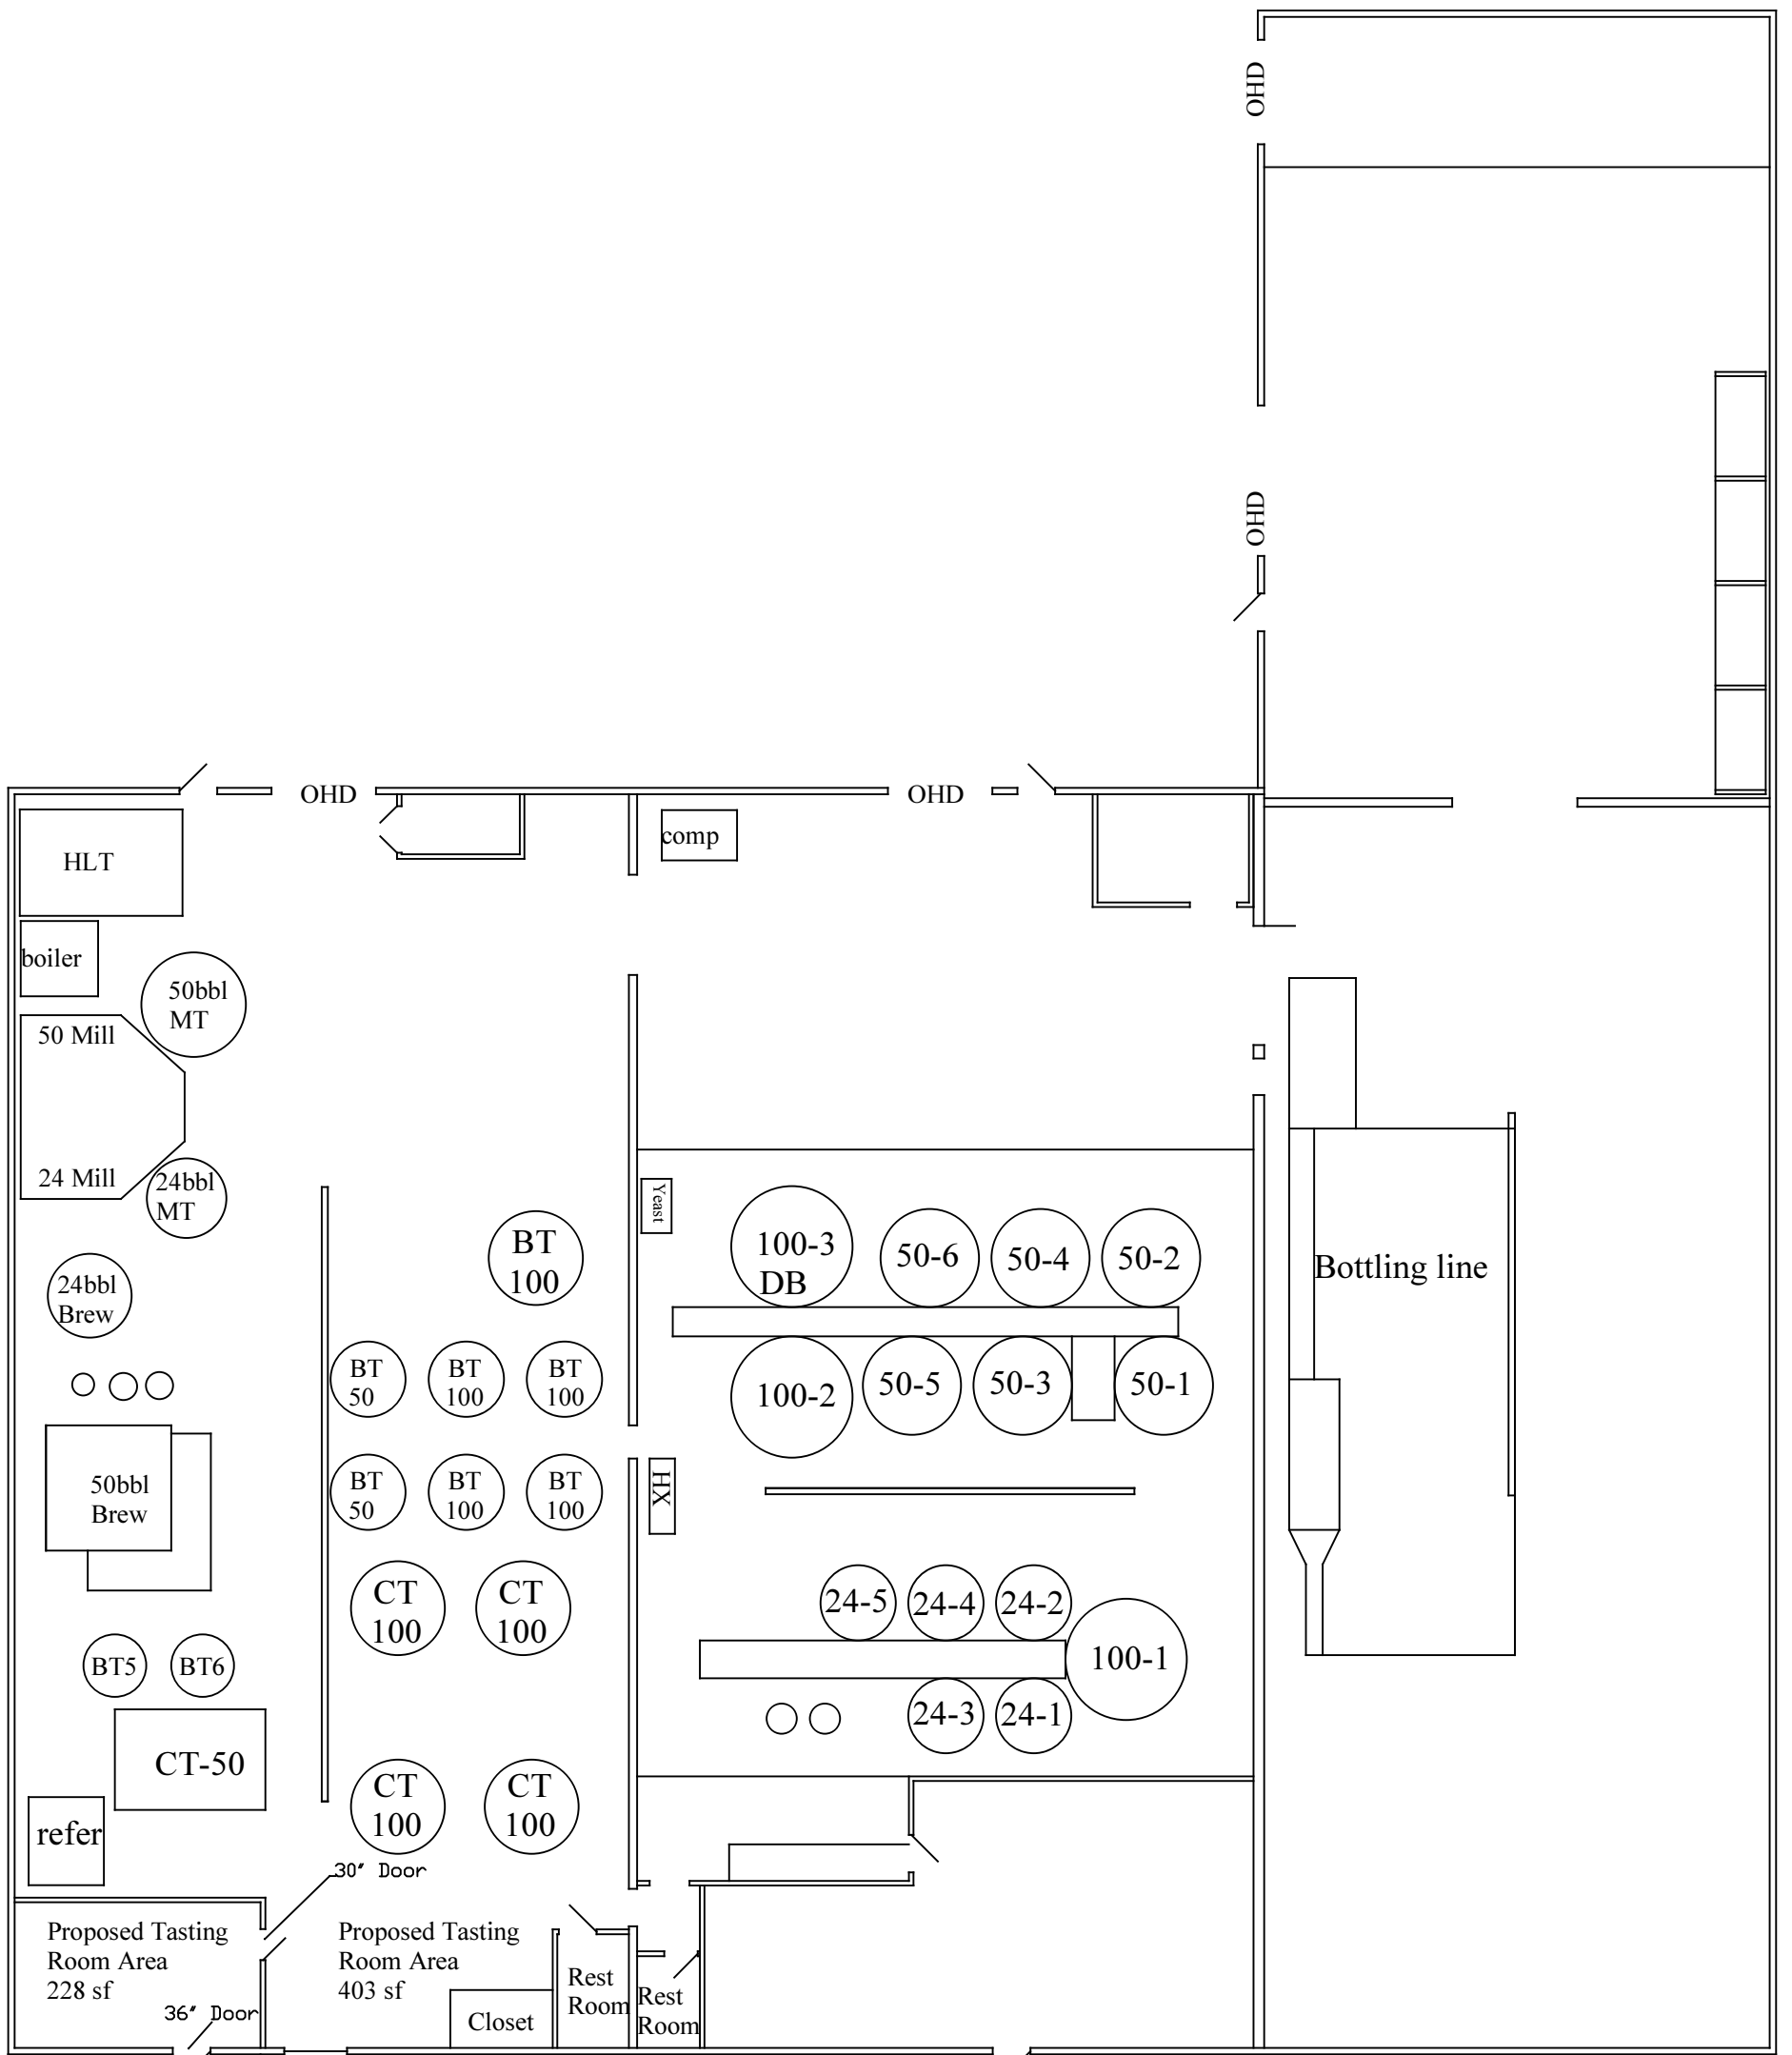 OHD
OHD
OHD
OHD
comp
HLT
boiler
50bbl
MT
50 Mill
24 Mill
24bbl
MT
Yeast
BT
100
100-3
DB
50-6
50-4
50-2
Bottling line
24bbl
Brew
BT
50
BT
100
BT
100
100-2
50-5
50-3
50-1
50bbl
Brew
BT
50
BT
100
BT
100
HX
CT
100
CT
100
24-5
24-4
24-2
100-1
BT5
BT6
24-3
24-1
CT-50
CT
100
CT
100
refer
30" Door
Proposed Tasting
Room Area
228 sf
Proposed Tasting
Room Area
403 sf
Rest
Room
Rest
Room
36" Door
Closet